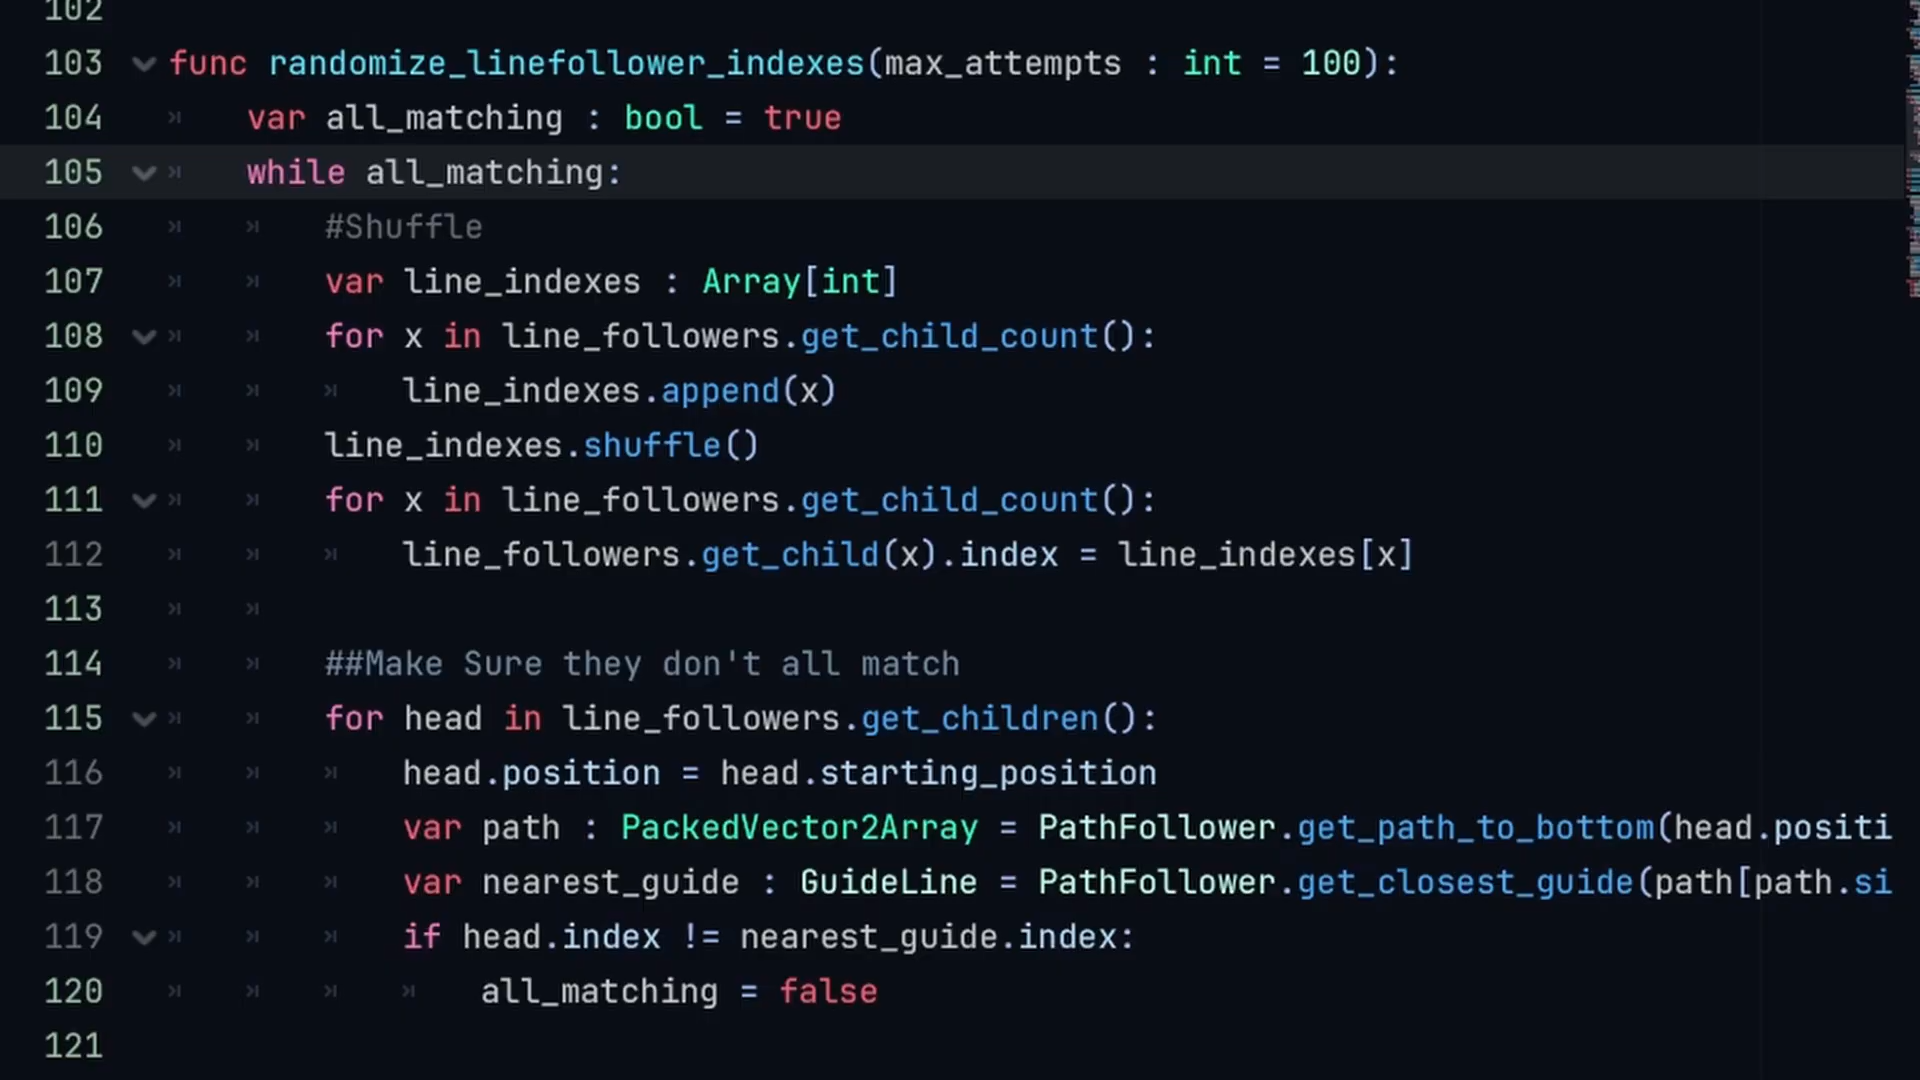 102
103 func randomize_linefollower_indexes(max_attempts : int = 100):
104 var all_matching : bool = true
105 while all_matching:
106 #Shuffle
107 var line_indexes : Array[int]
108 for x in line_followers.get_child_count():
109 line_indexes.append(x)
110 line_indexes.shuffle()
111 for x in line_followers.get_child_count():
112 line_followers.get_child(x).index = line_indexes[x]
113
114 ##Make Sure they don't all match
115 for head in line_followers.get_children():
116 head.position = head.starting_position
117 var path : PackedVector2Array = PathFollower.get_path_to_bottom(head.positi
118 var nearest_guide : GuideLine = PathFollower.get_closest_guide(path[path.si
119 if head.index != nearest_guide.index:
120 all_matching = false
121